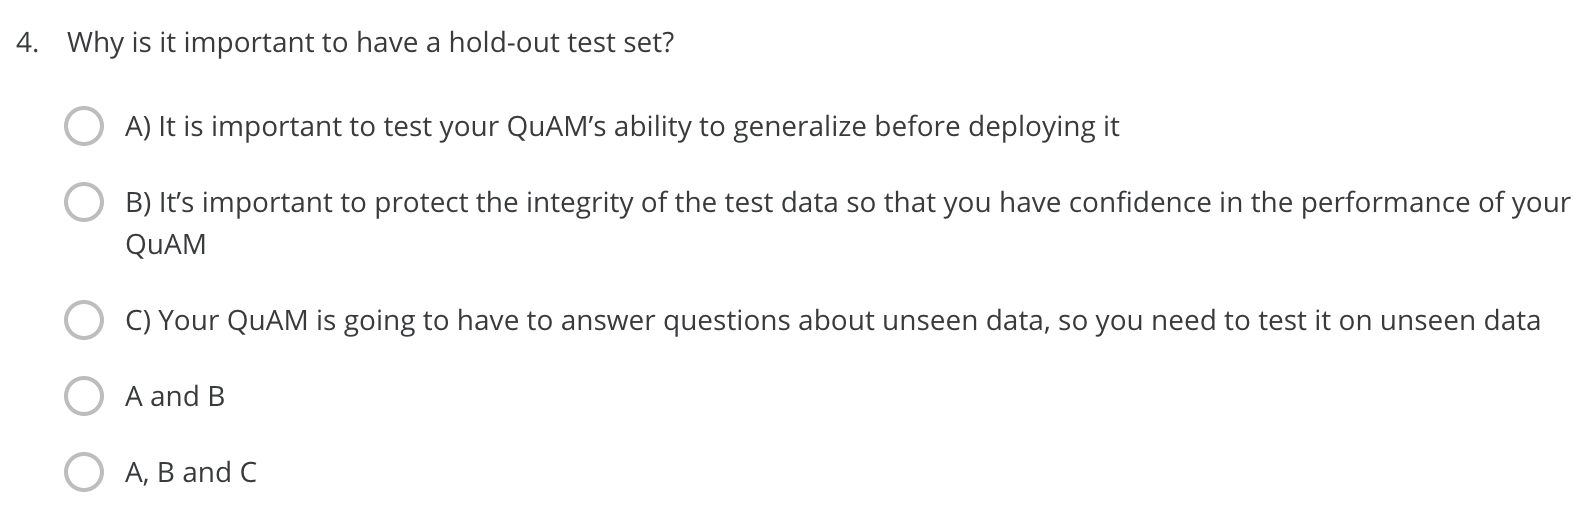 4. Why is it important to have a hold-out test set?
A) It is important to test your QuAM’s ability to generalize before deploying it
B) It’s important to protect the integrity of the test data so that you have confidence in the performance of your
QuAM
C) Your QuAM is going to have to answer questions about unseen data, so you need to test it on unseen data
A and B
A, B and C